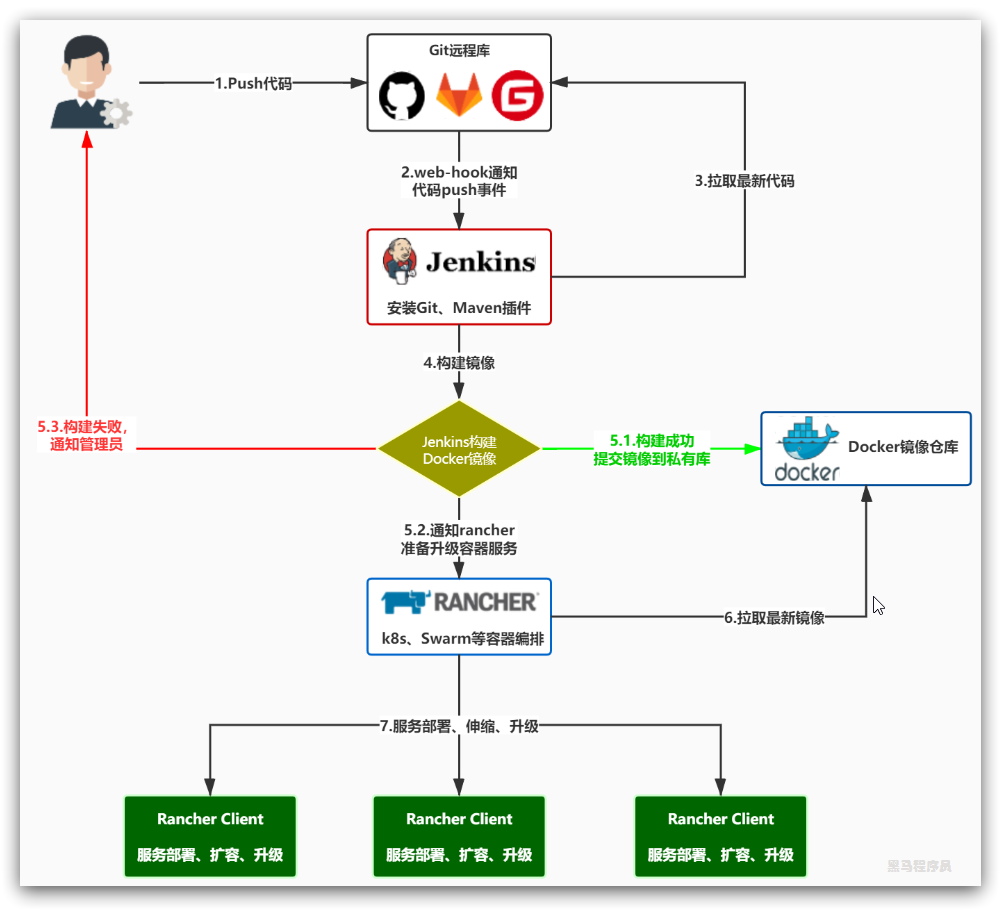 Git远程库
1.Push代码
2.web-hook通知
代码push事件
3.拉取最新代码
Jenkins
安装Git、Maven插件
4.构建镜像
5.3.构建失败,
通知管理员
Jenkins构建
Docker镜像
5.1.构建成功
提交镜像到私有库
docker
Docker镜像仓库
5.2.通知rancher
准备升级容器服务
RANCHER
k8s、Swarm等容器编排
6.拉取最新镜像
7.服务部署、伸缩、升级
Rancher Client
服务部署、扩容、升级
Rancher Client
服务部署、扩容、升级
Rancher Client
服务部署、扩容、升级
黑马程序员